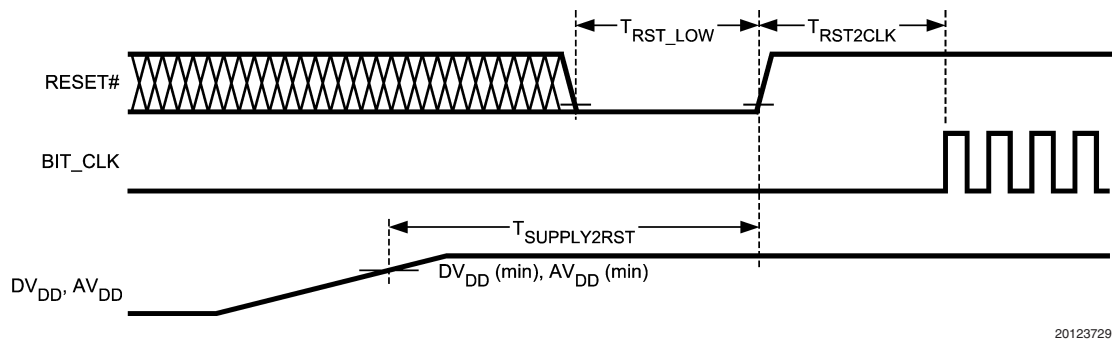 T_RST_LOW T_RST2CLK
RESET#
BIT_CLK
T_SUPPLY2RST
DV_DD (min), AV_DD (min)
DV_DD, AV_DD
20123729